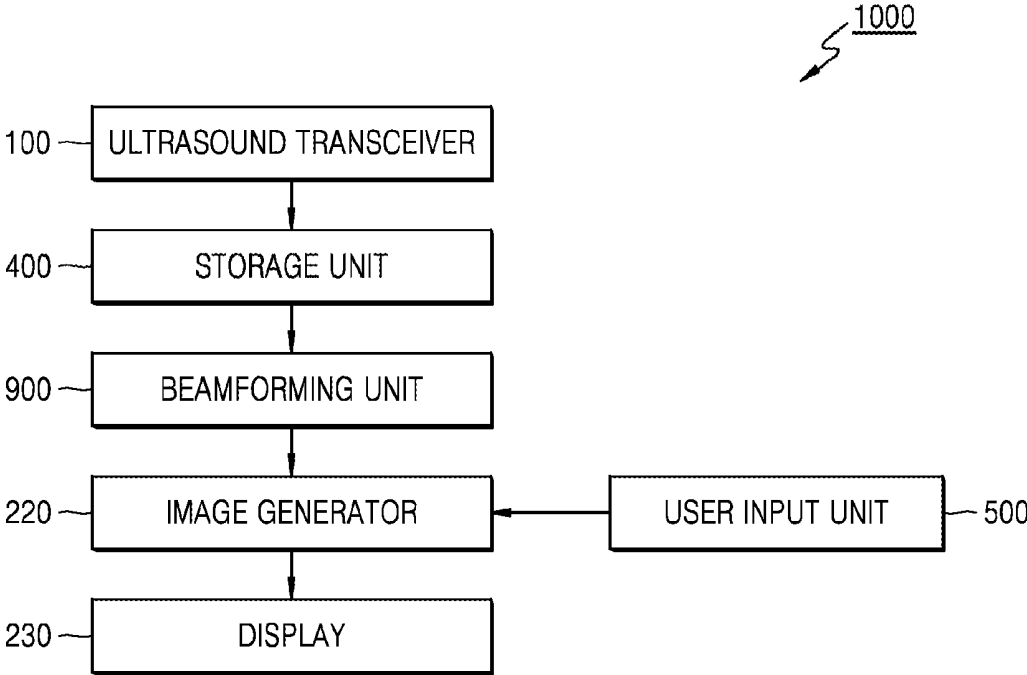 1000
100 ULTRASOUND TRANSCEIVER
400 STORAGE UNIT
900 BEAMFORMING UNIT
220 IMAGE GENERATOR USER INPUT UNIT 500
230 DISPLAY